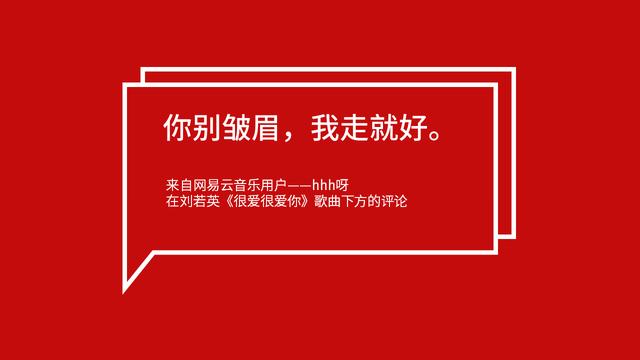 你别皱眉，我走就好。
来自网易云音乐用户——hhh呀
在刘若英《很爱很爱你》歌曲下方的评论